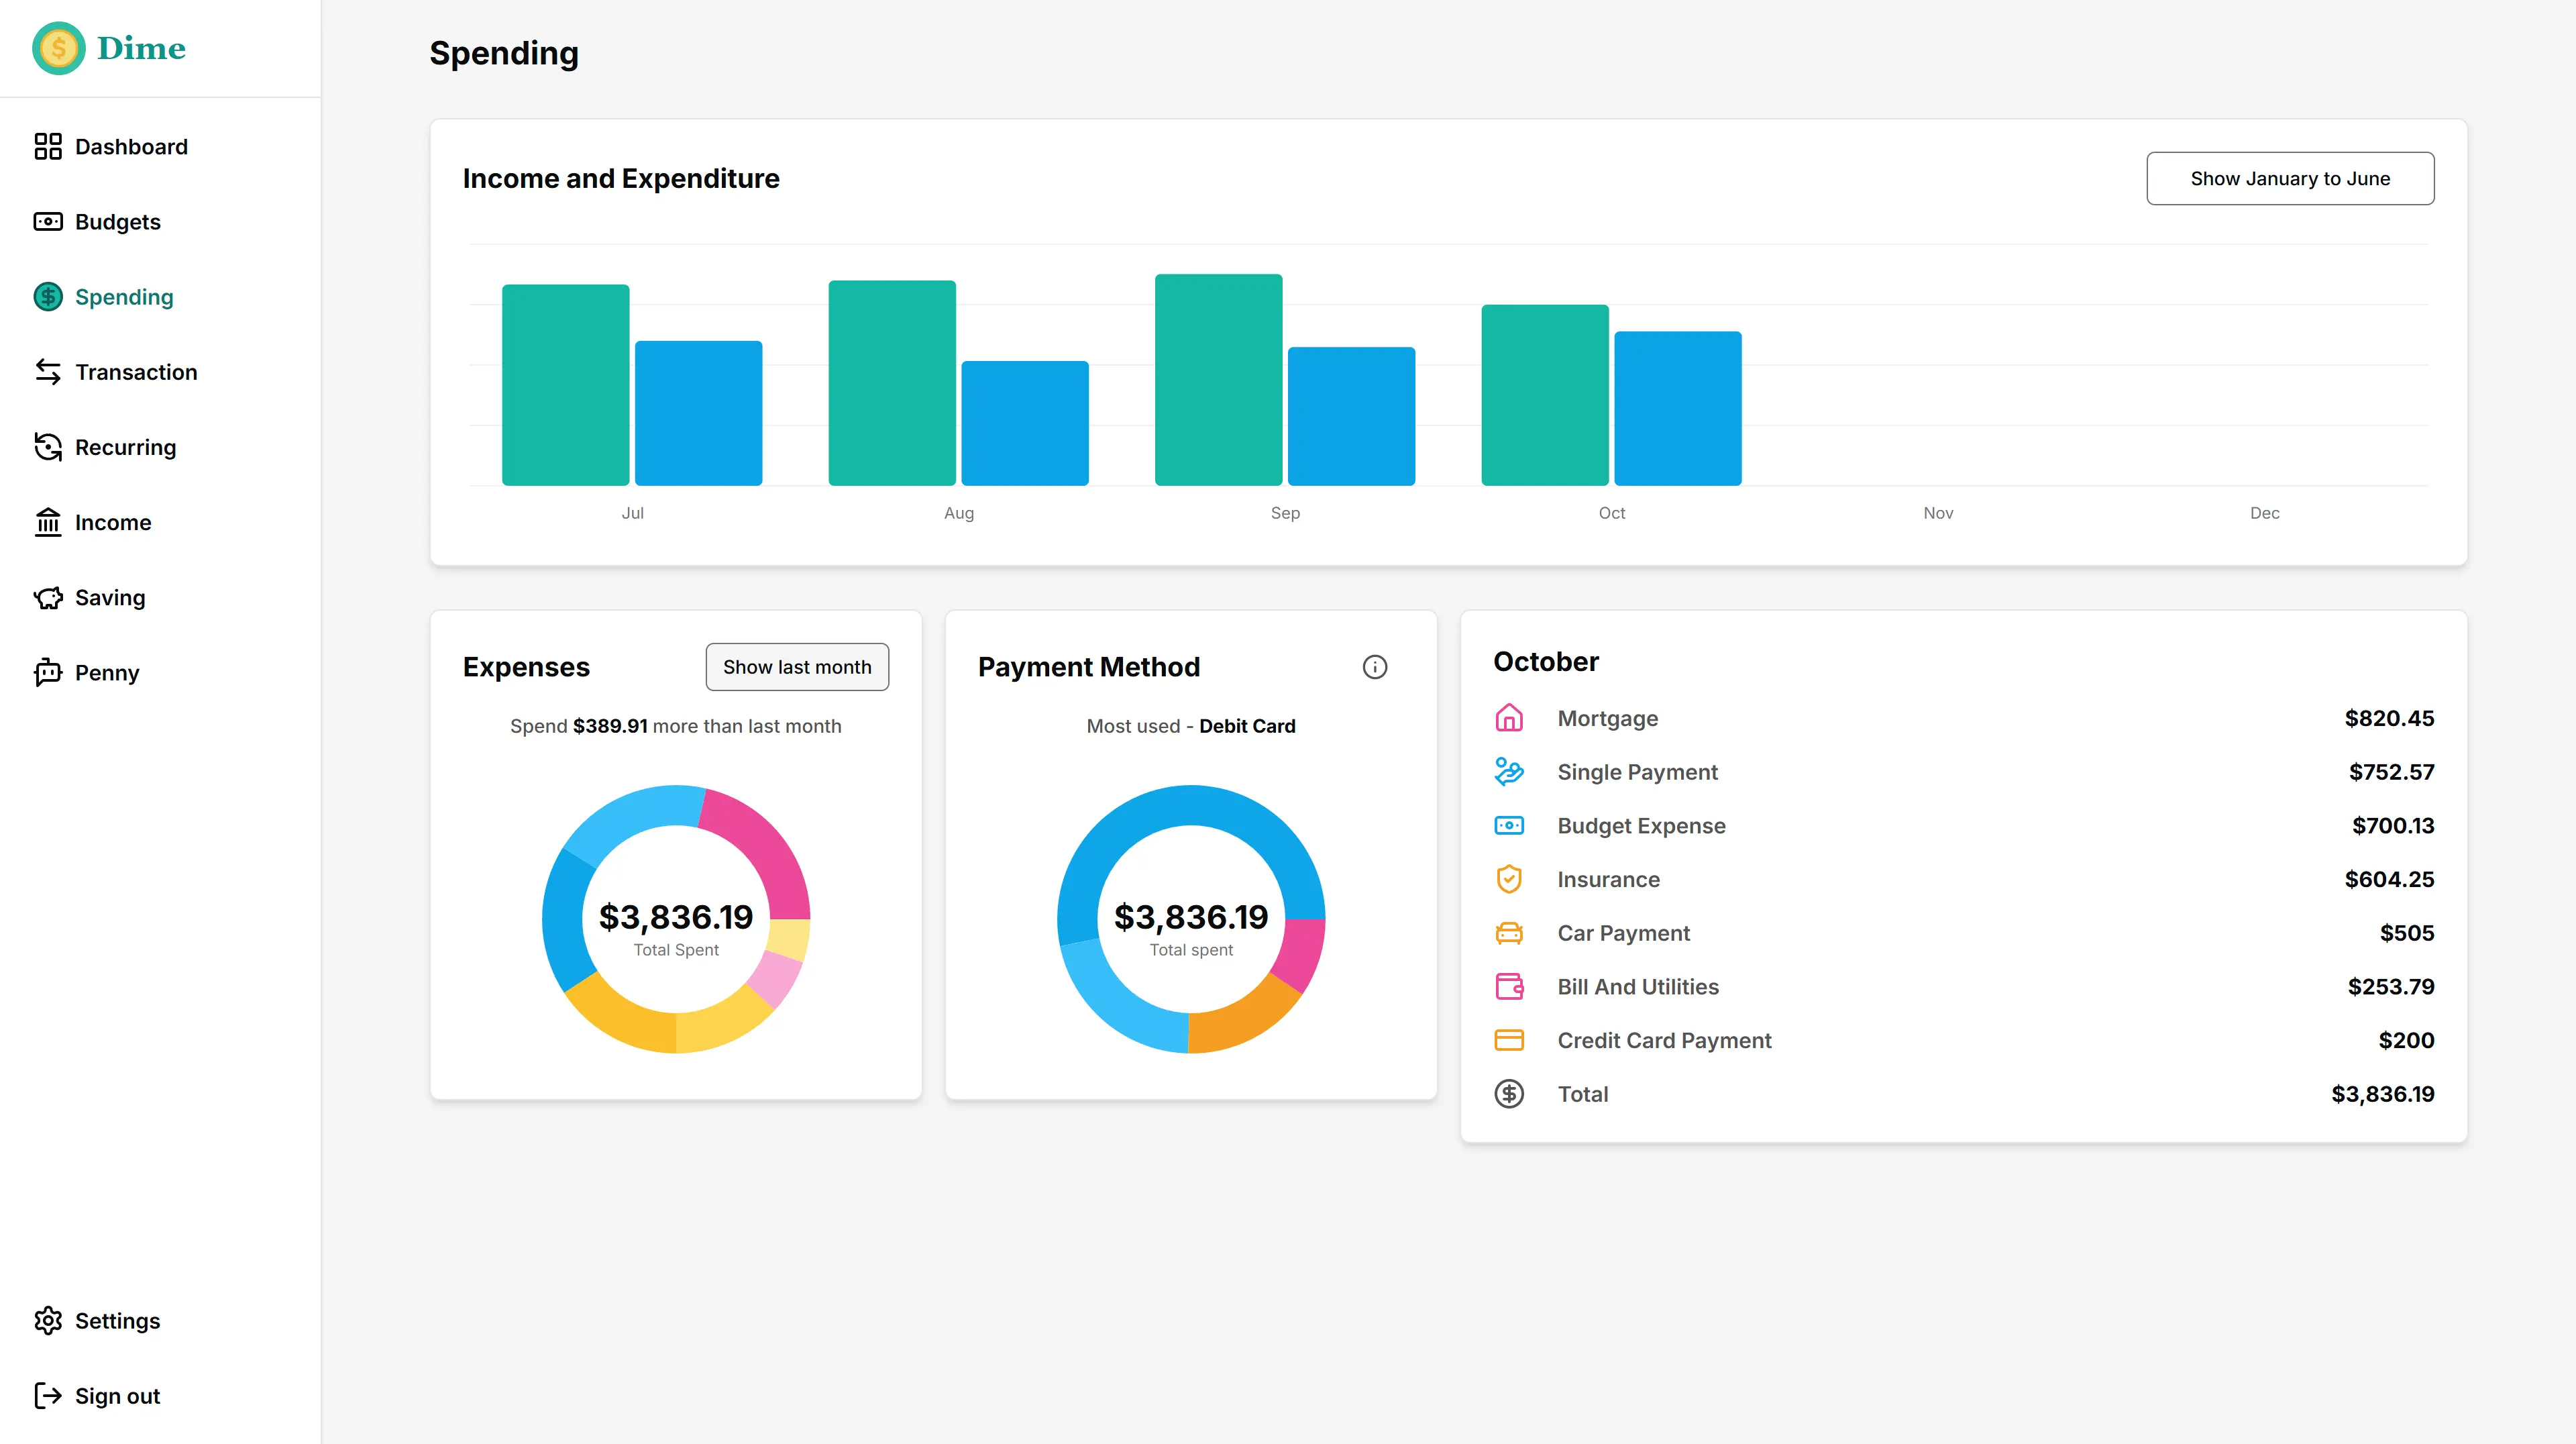 Dime
Dashboard
Budgets
Spending
Transaction
Recurring
Income
Saving
Penny
Settings
Sign out
Spending
Income and Expenditure
Show January to June
Jul Aug Sep Oct Nov Dec
Expenses
Show last month
Spend $389.91 more than last month
$3,836.19
Total Spent
Payment Method
Most used - Debit Card
$3,836.19
Total spent
October
Mortgage $820.45
Single Payment $752.57
Budget Expense $700.13
Insurance $604.25
Car Payment $505
Bill And Utilities $253.79
Credit Card Payment $200
Total $3,836.19